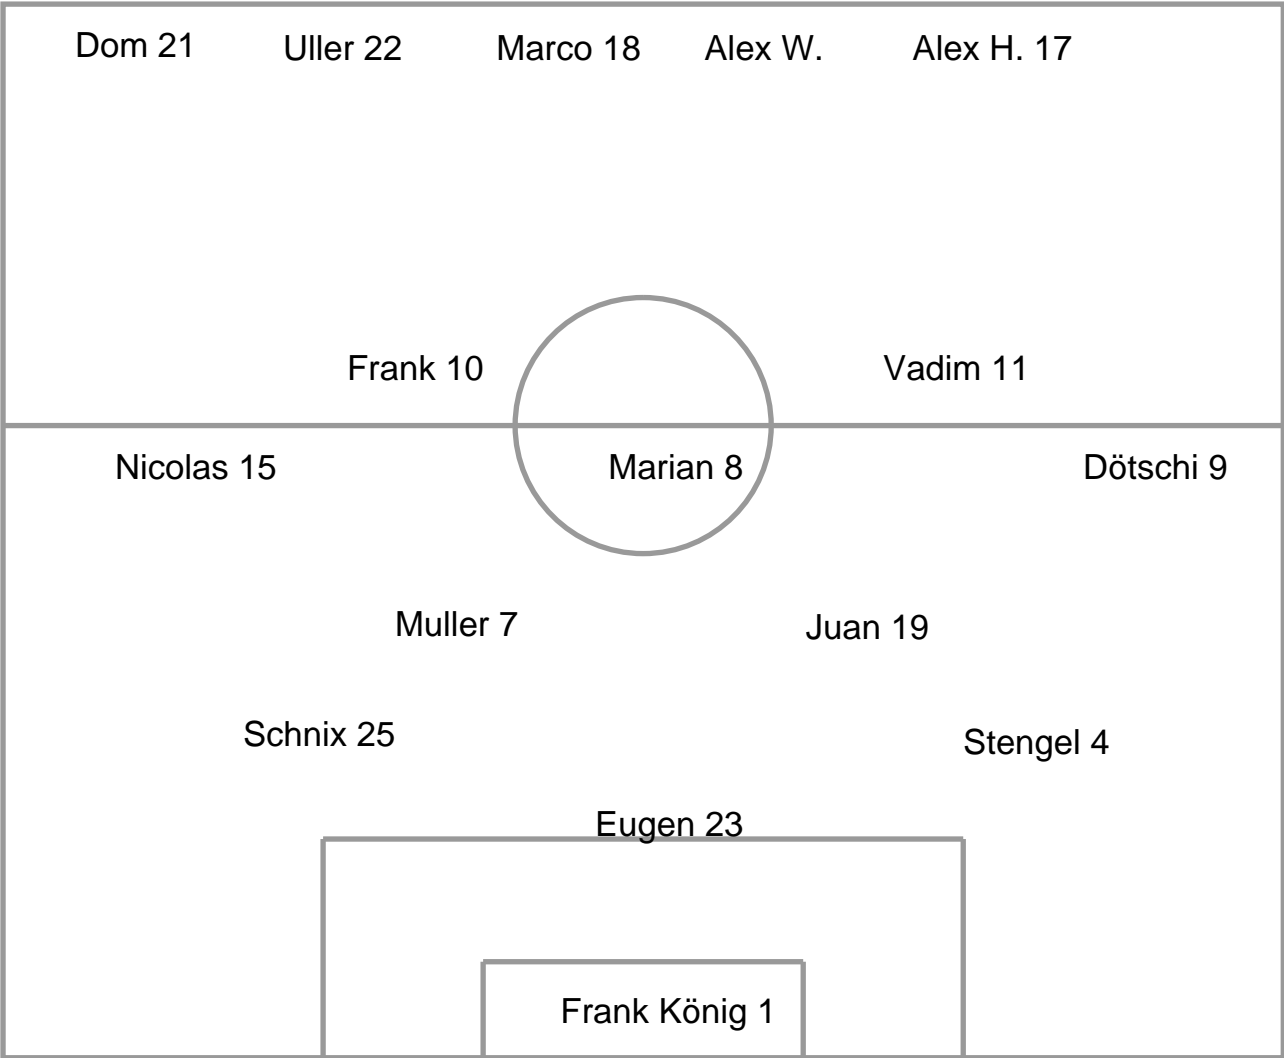 Dom 21
Uller 22
Marco 18
Alex W.
Alex H. 17
Frank 10
Vadim 11
Nicolas 15
Marian 8
Dötschi 9
Muller 7
Juan 19
Schnix 25
Stengel 4
Eugen 23
Frank König 1